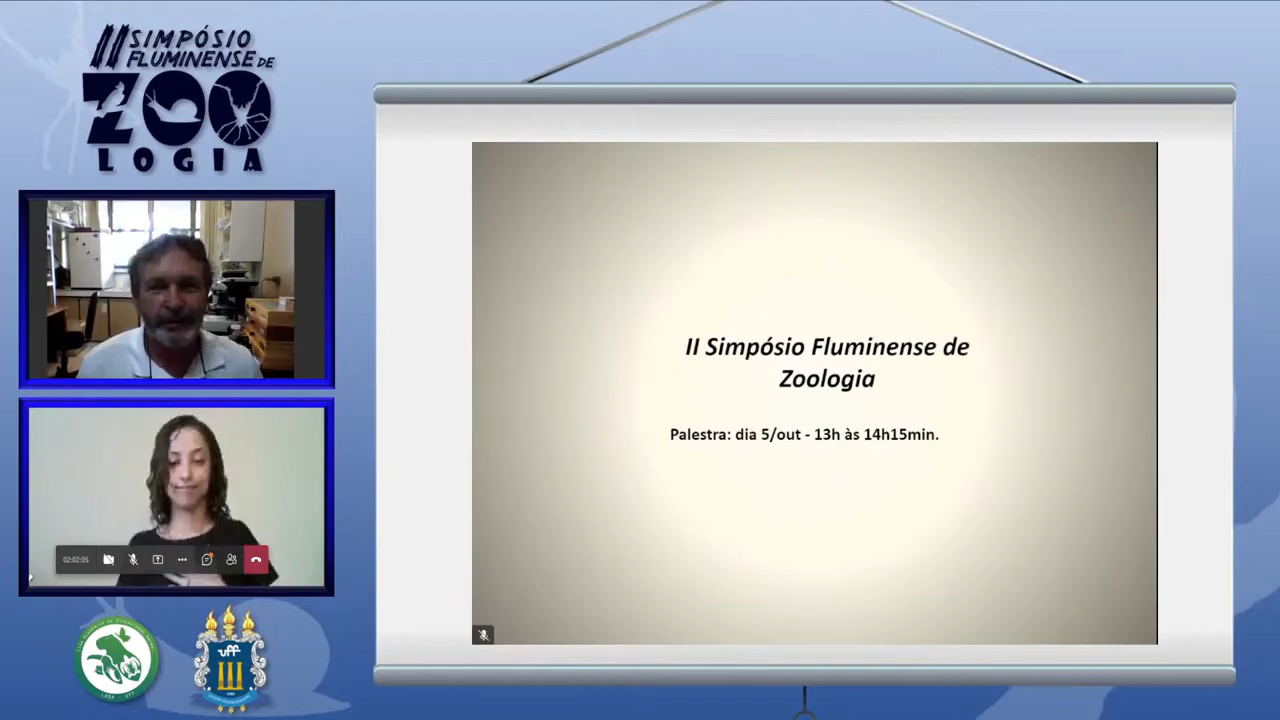 II SIMPÓSIO
FLUMINENSE DE
ZOO
LOGIA
II Simpósio Fluminense de
Zoologia
Palestra: dia 5/out - 13h às 14h15min.
02:02:05
uff